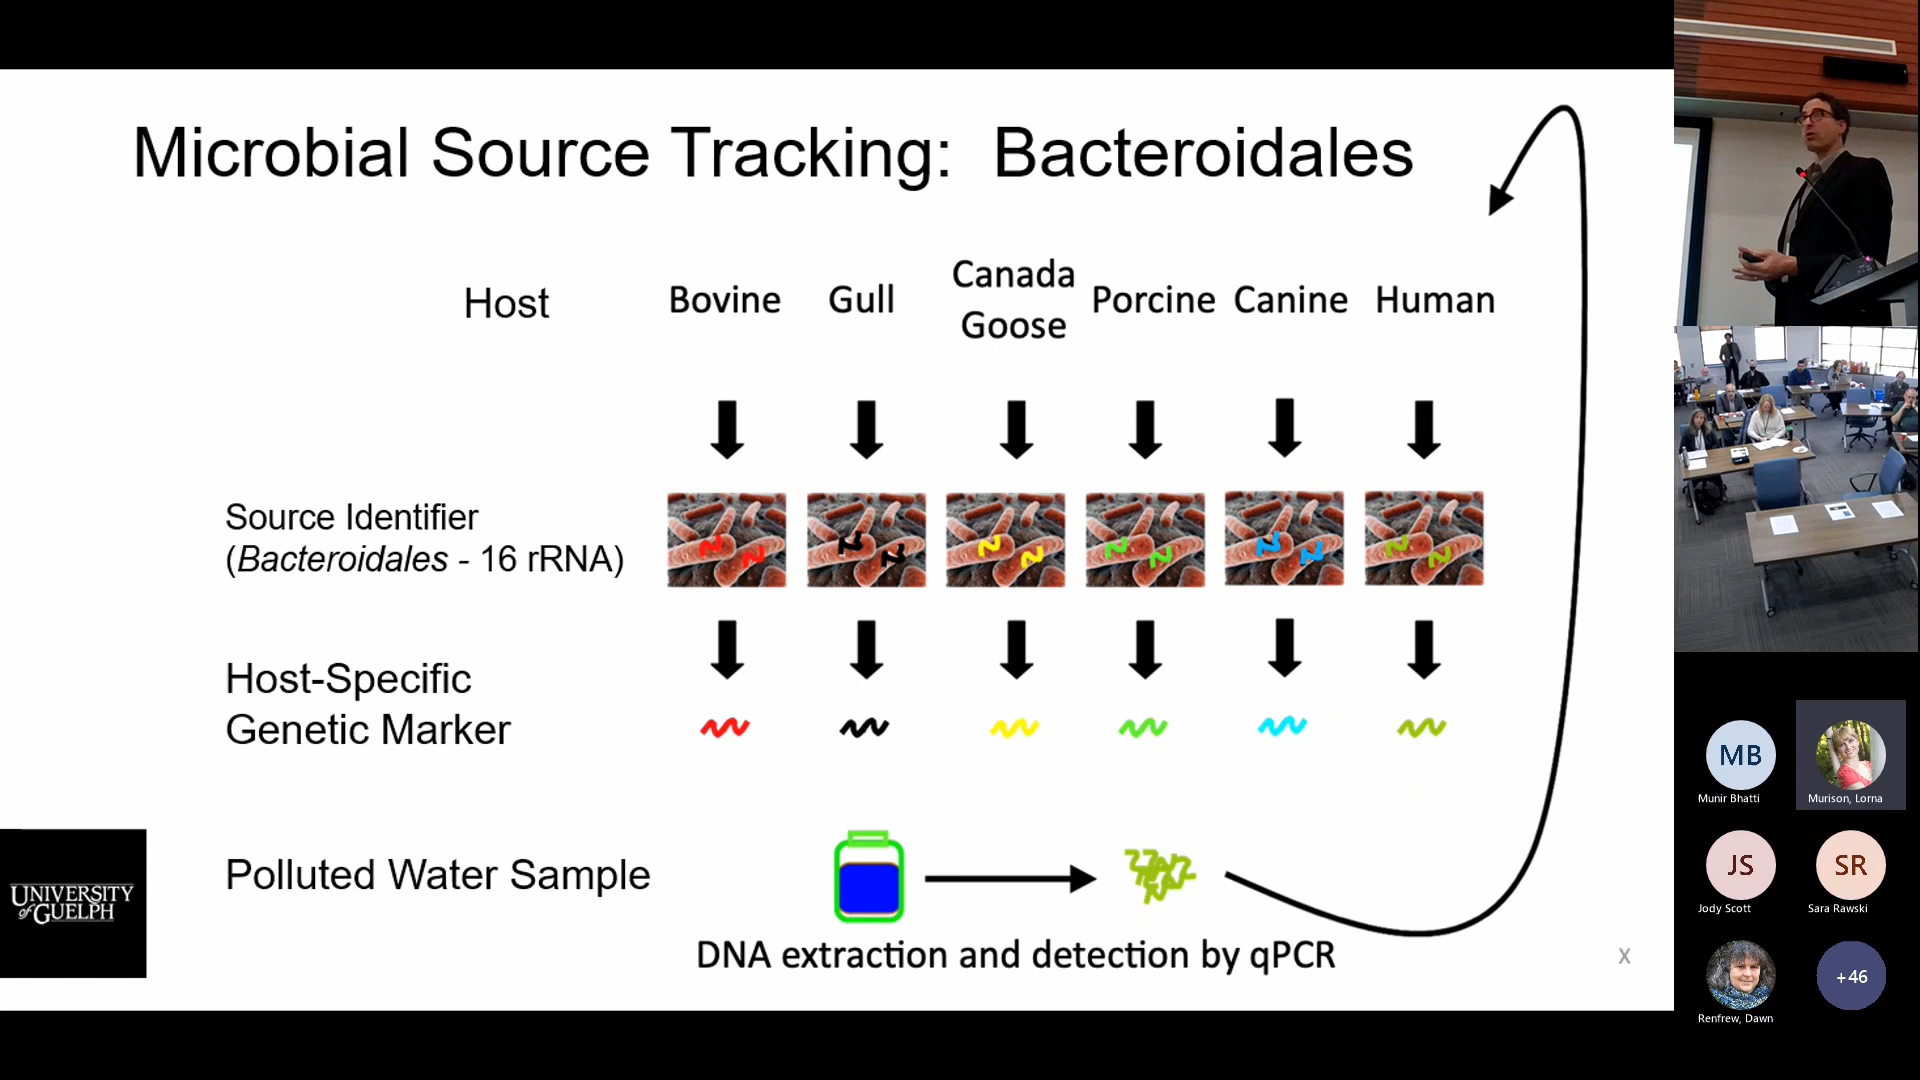 Microbial Source Tracking: Bacteroidales
Host
Bovine
Gull
Canada
Goose
Porcine
Canine
Human
Source Identifier
(Bacteroidales - 16 rRNA)
Host-Specific
Genetic Marker
Polluted Water Sample
DNA extraction and detection by qPCR
x
UNIVERSITY
of GUELPH
MB
Munir Bhatti
Murison, Lorna
JS
Jody Scott
SR
Sara Rawski
Renfrew, Dawn
+46